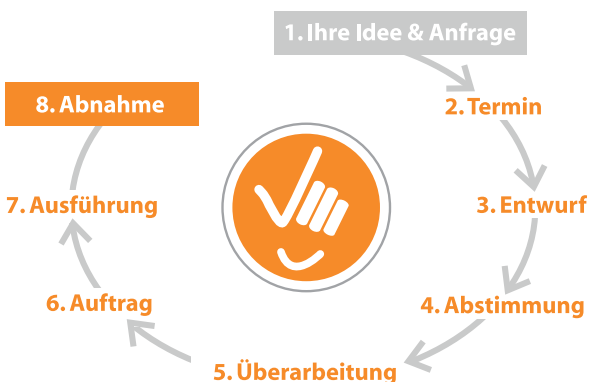 1. Ihre Idee & Anfrage
2. Termin
3. Entwurf
4. Abstimmung
5. Überarbeitung
6. Auftrag
7. Ausführung
8. Abnahme